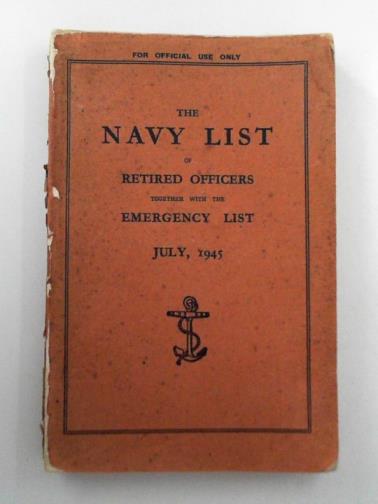 FOR OFFICIAL USE ONLY
THE
NAVY LIST
OF
RETIRED OFFICERS
TOGETHER WITH THE
EMERGENCY LIST
JULY, 1945